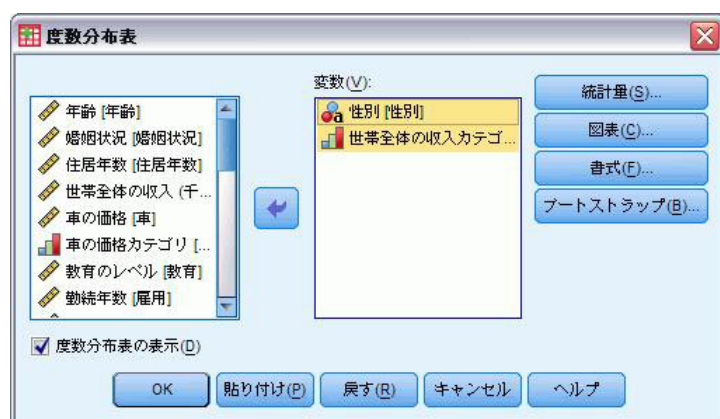 度数分布表
変数(V):
年齢 [年齢]
婚姻状況 [婚姻状況]
住居年数 [住居年数]
世帯全体の収入 (千...
車の価格 [車]
車の価格カテゴリ [...
教育のレベル [教育]
勤続年数 [雇用]
性別 [性別]
世帯全体の収入カテゴ...
統計量(S)...
図表(C)...
書式(F)...
ブートストラップ(B)...
度数分布表の表示(D)
OK
貼り付け(P)
戻す(R)
キャンセル
ヘルプ